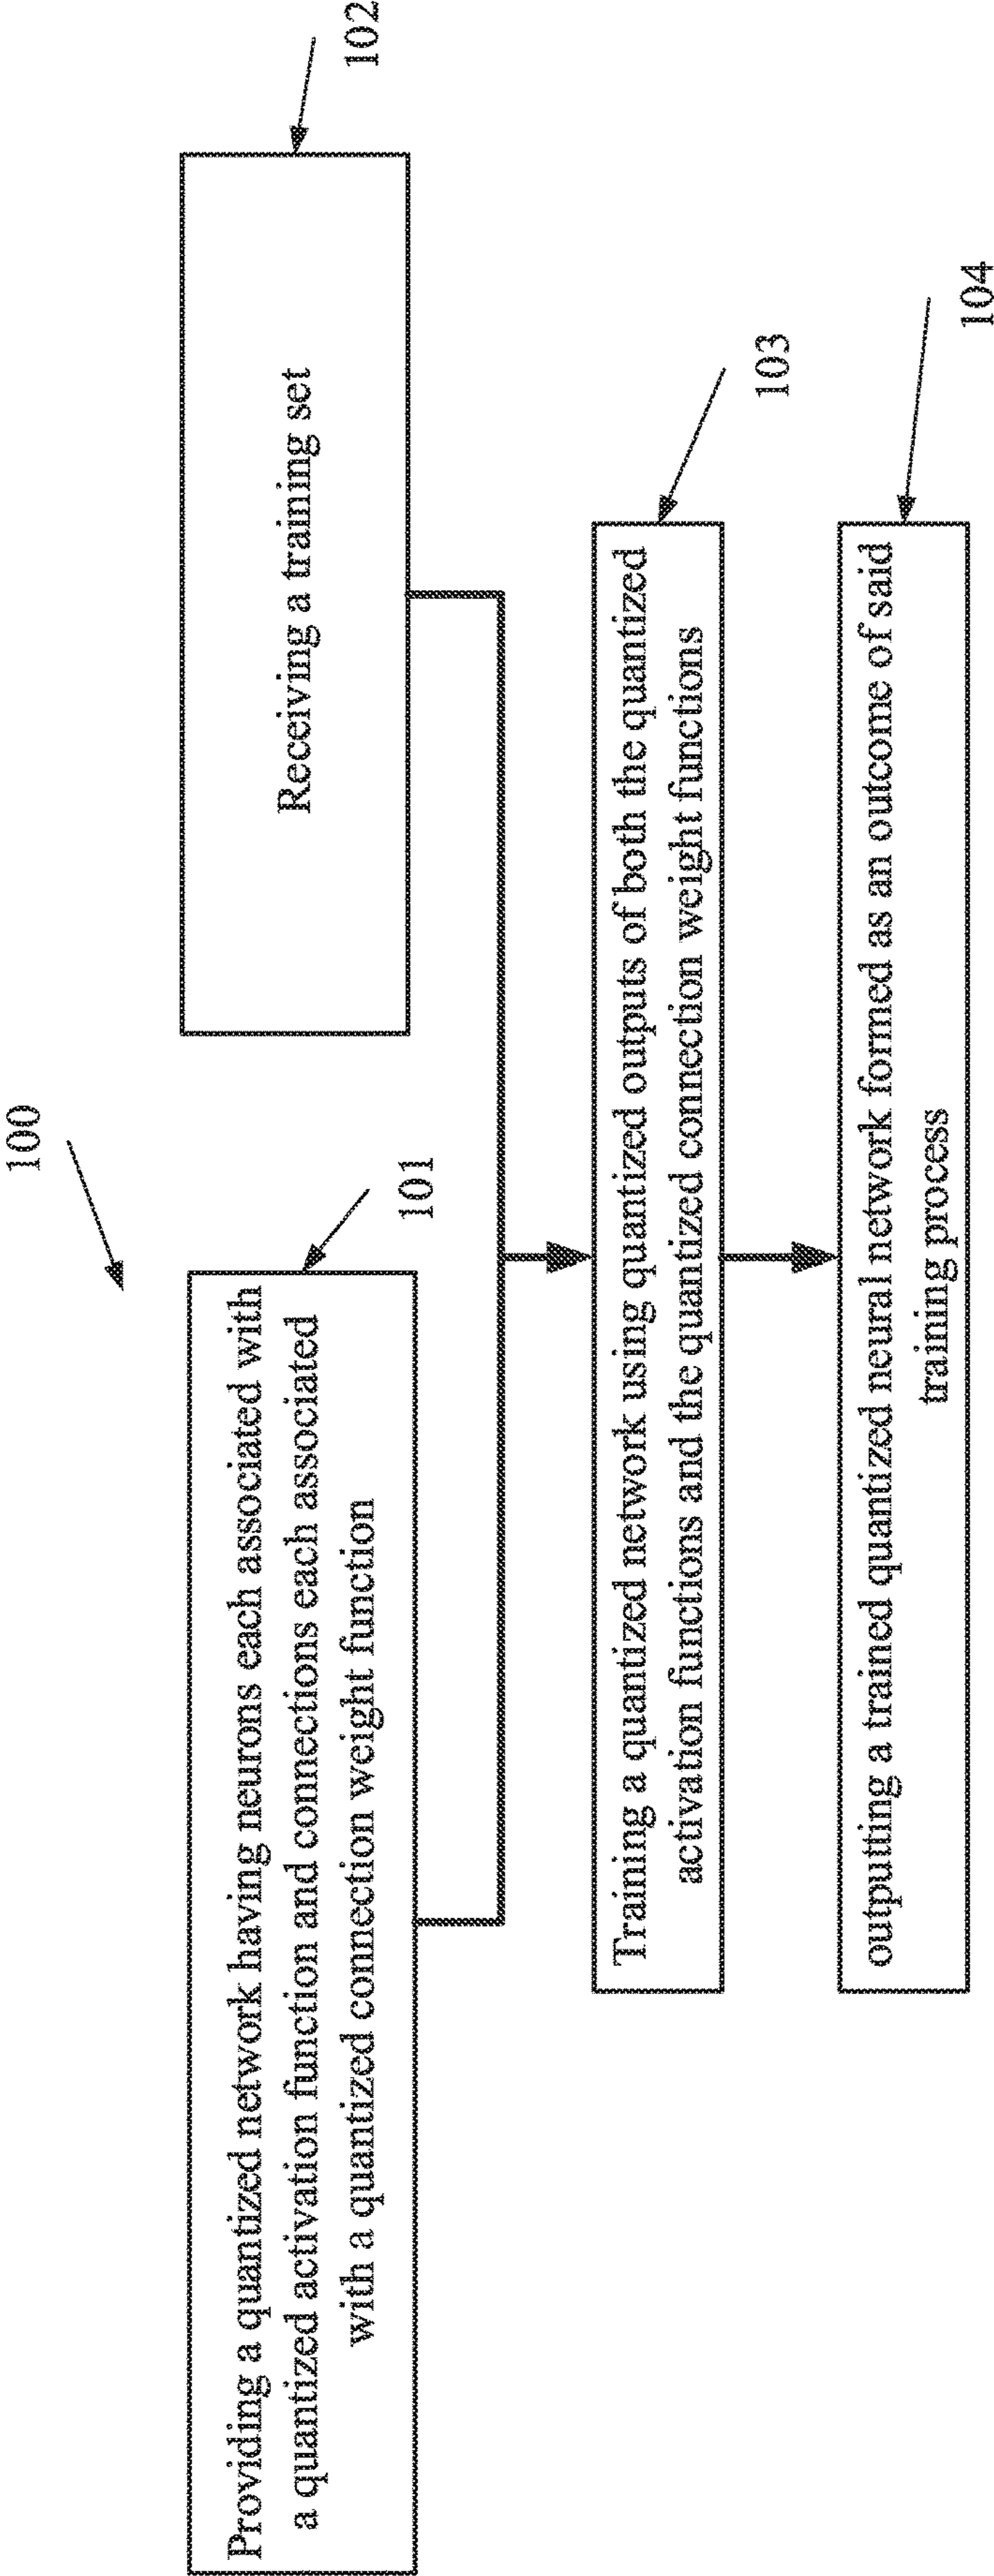 100
101
Providing a quantized network having neurons each associated with
a quantized activation function and connections each associated
with a quantized connection weight function
102
Receiving a training set
103
Training a quantized network using quantized outputs of both the quantized
activation functions and the quantized connection weight functions
104
outputting a trained quantized neural network formed as an outcome of said
training process